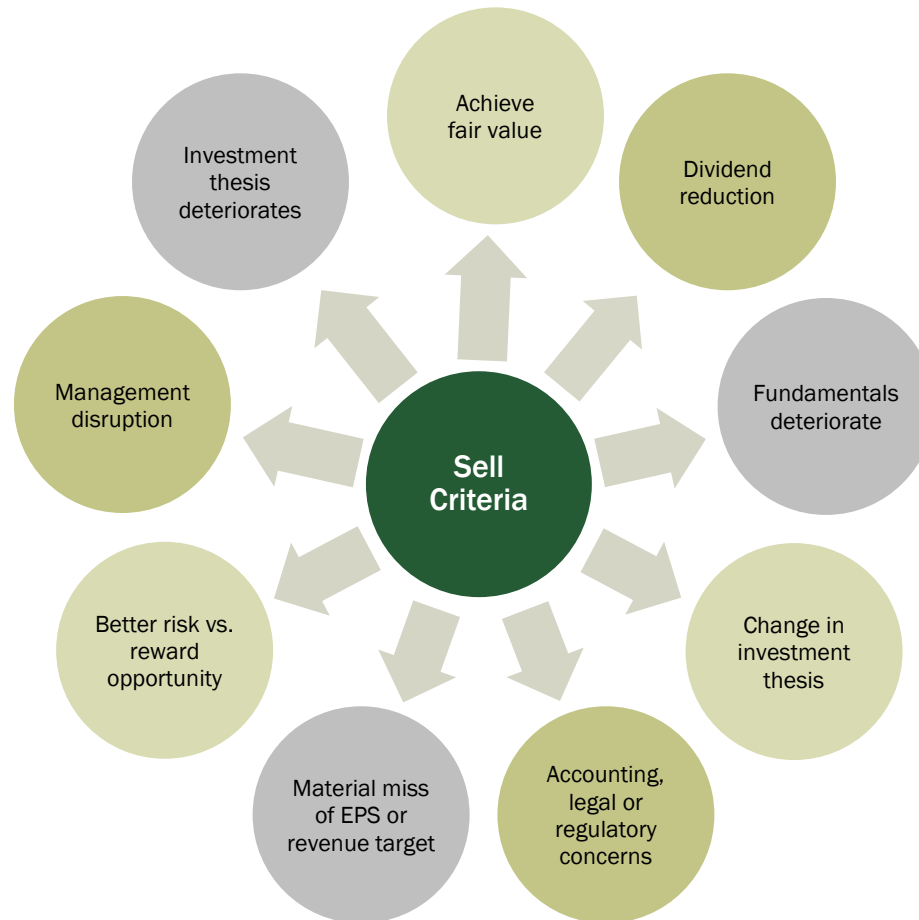 Achieve
fair value
Dividend
reduction
Fundamentals
deteriorate
Change in
investment
thesis
Accounting,
legal or
regulatory
concerns
Material miss
of EPS or
revenue target
Better risk vs.
reward
opportunity
Management
disruption
Investment
thesis
deteriorates
Sell
Criteria